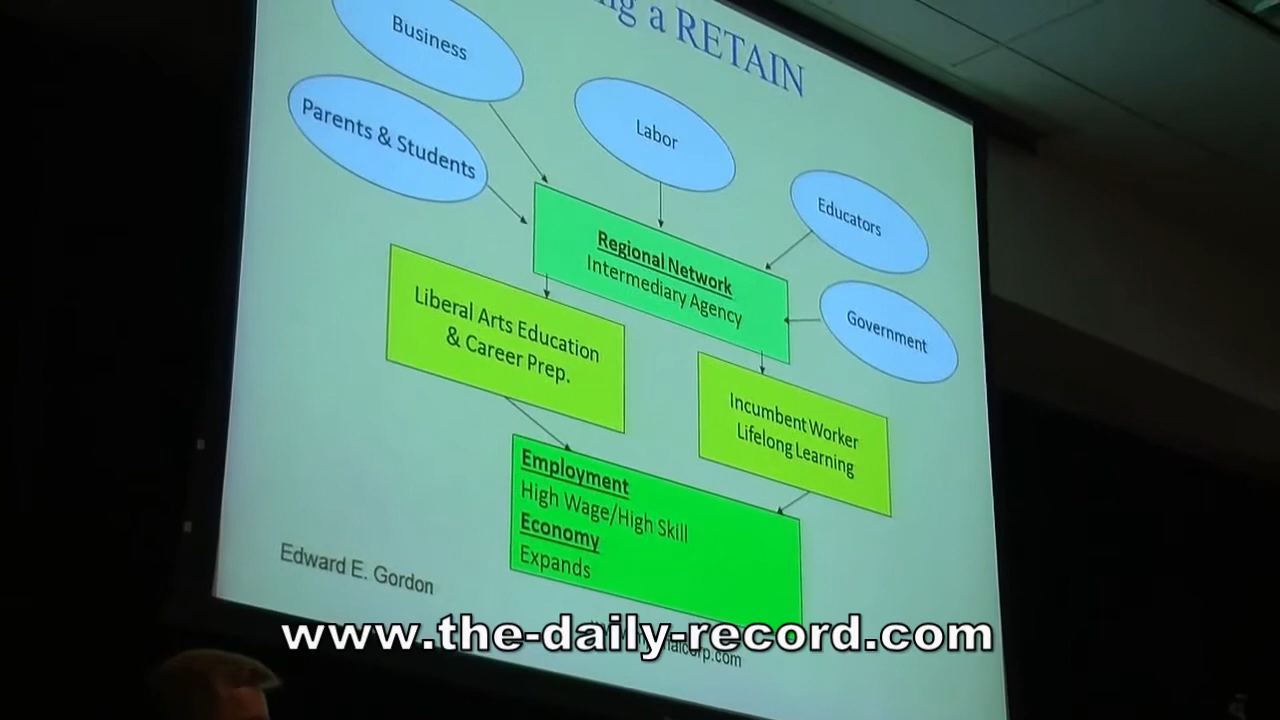 a RETAIN
Business
Parents & Students
Labor
Educators
Government
Regional Network
Intermediary Agency
Liberal Arts Education
& Career Prep.
Incumbent Worker
Lifelong Learning
Employment
High Wage/High Skill
Economy
Expands
Edward E. Gordon
www.the-daily-record.com